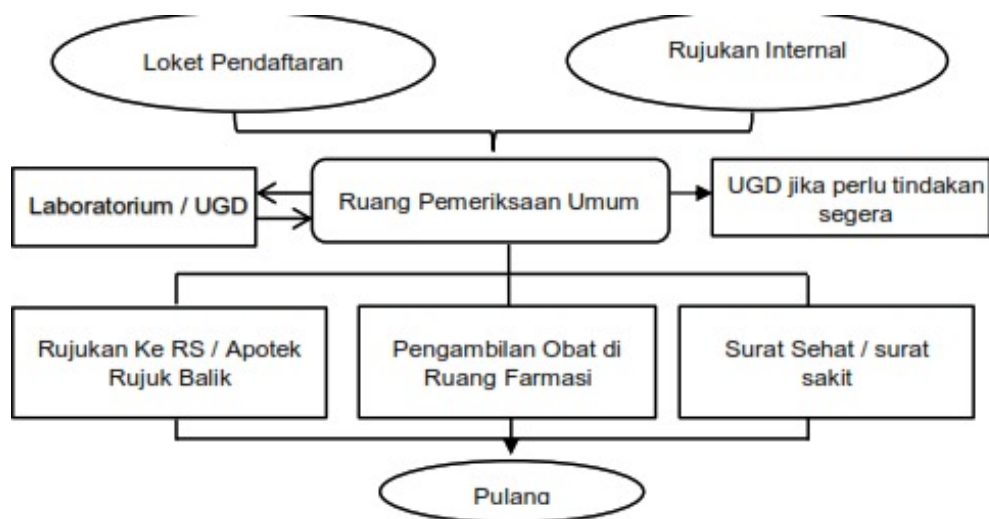 Loket Pendaftaran
Rujukan Internal
Laboratorium / UGD
Ruang Pemeriksaan Umum
UGD jika perlu tindakan
segera
Rujukan Ke RS / Apotek
Rujuk Balik
Pengambilan Obat di
Ruang Farmasi
Surat Sehat / surat
sakit
Pulang